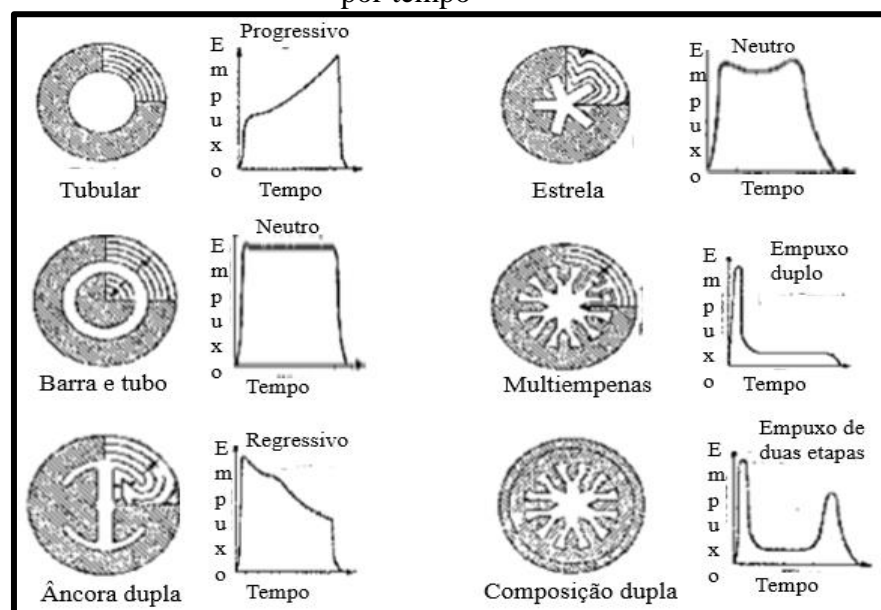 por tempo
Progressivo
E
m
p
u
x
o
Tempo
Tubular
Neutro
E
m
p
u
x
o
Tempo
Estrela
Neutro
E
m
p
u
x
o
Tempo
Barra e tubo
Empuxo
duplo
E
m
p
u
x
o
Tempo
Multiempenas
Regressivo
E
m
p
u
x
o
Tempo
Âncora dupla
Empuxo de
duas etapas
E
m
p
u
x
o
Tempo
Composição dupla